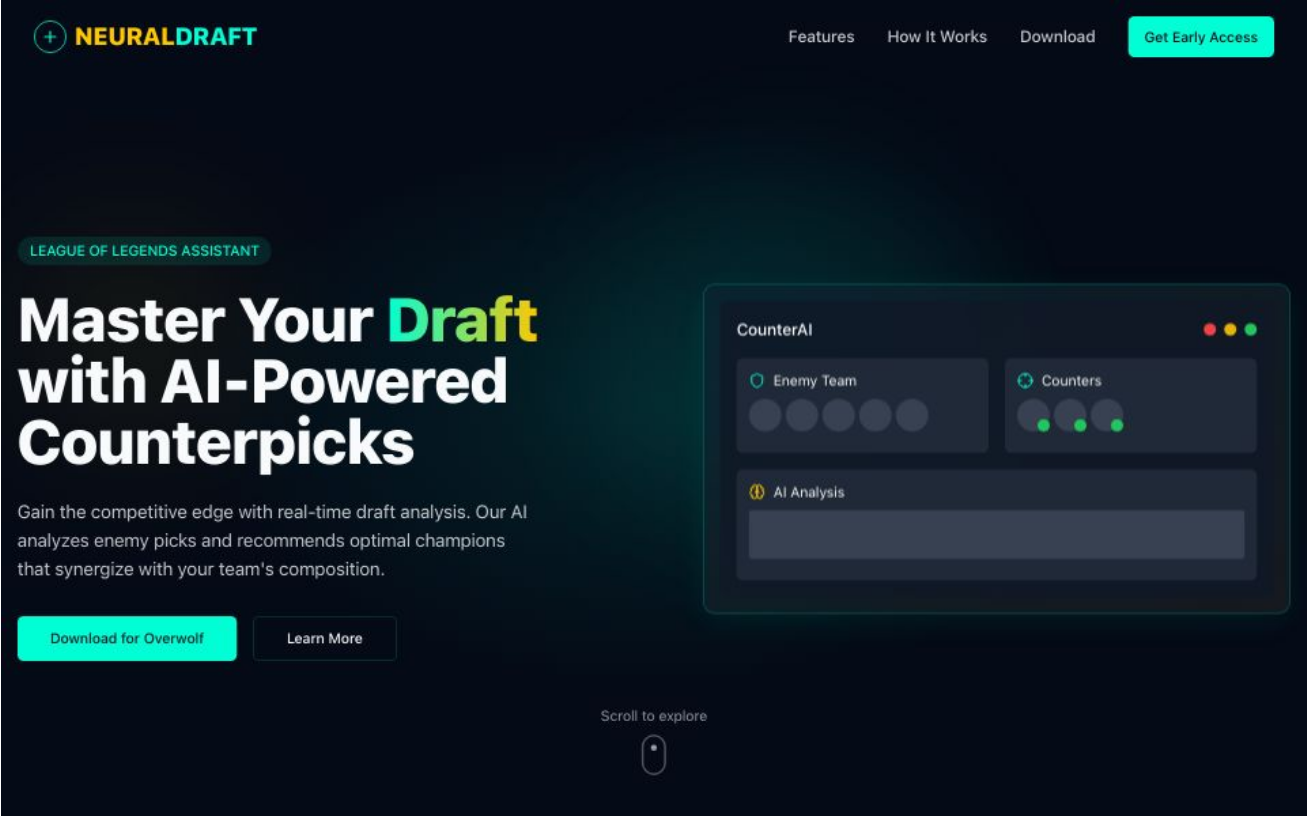 NEURALDRAFT
Features
How It Works
Download
Get Early Access
LEAGUE OF LEGENDS ASSISTANT
Master Your Draft
with AI-Powered
Counterpicks
Gain the competitive edge with real-time draft analysis. Our AI
analyzes enemy picks and recommends optimal champions
that synergize with your team's composition.
Download for Overwolf
Learn More
CounterAI
Enemy Team
Counters
AI Analysis
Scroll to explore